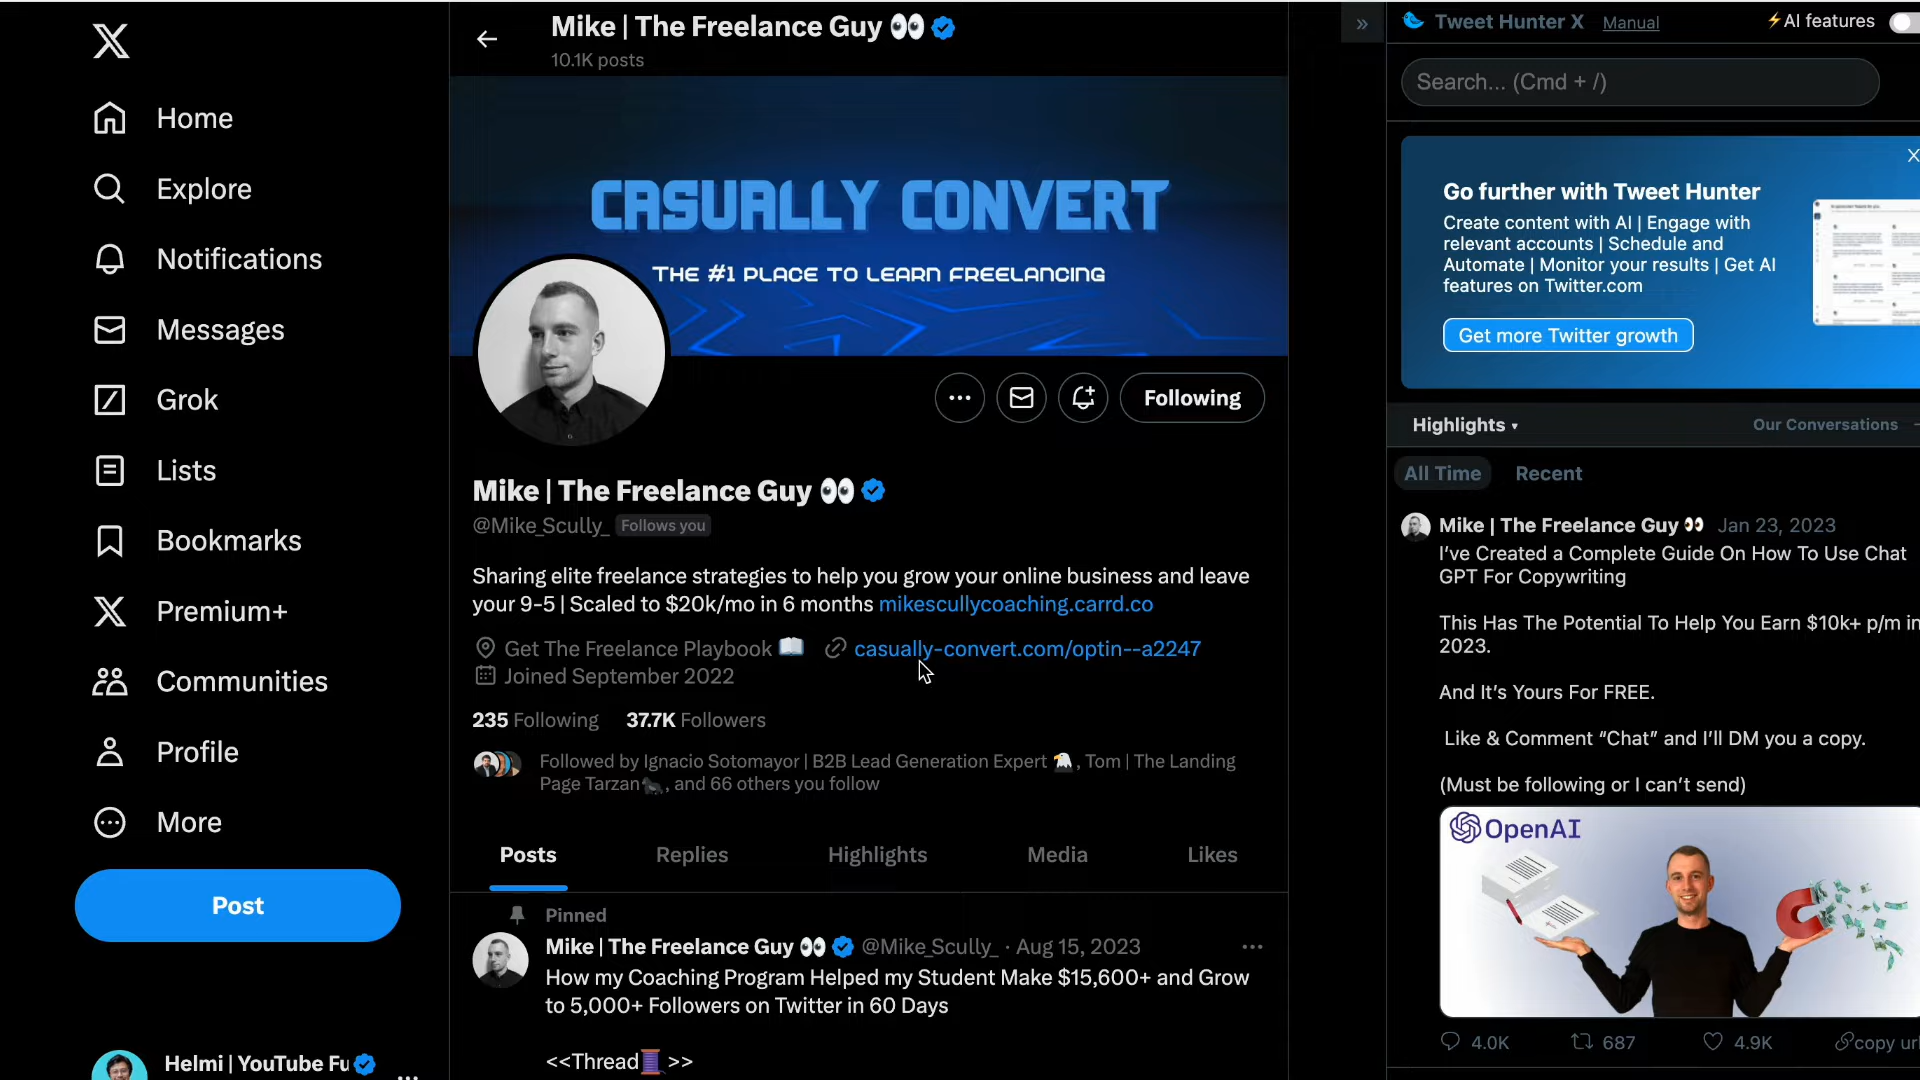 Home
Explore
Notifications
Messages
Grok
Lists
Bookmarks
Premium+
Communities
Profile
More
Post
Helmi | YouTube Fu
Mike | The Freelance Guy 👀
10.1K posts
CASUALLY CONVERT
THE #1 PLACE TO LEARN FREELANCING
Following
Mike | The Freelance Guy 👀
@Mike_Scully_ Follows you
Sharing elite freelance strategies to help you grow your online business and leave
your 9-5 | Scaled to $20k/mo in 6 months mikescullycoaching.carrd.co
Get The Freelance Playbook 📖 casually-convert.com/optin--a2247
Joined September 2022
235 Following 37.7K Followers
Followed by Ignacio Sotomayor | B2B Lead Generation Expert 🦅, Tom | The Landing
Page Tarzan🦍, and 66 others you follow
Posts Replies Highlights Media Likes
Pinned
Mike | The Freelance Guy 👀 @Mike_Scully_ · Aug 15, 2023
How my Coaching Program Helped my Student Make $15,600+ and Grow
to 5,000+ Followers on Twitter in 60 Days
<<Thread🧵>>
» Tweet Hunter X Manual ⚡AI features
Search... (Cmd + /)
X
Go further with Tweet Hunter
Create content with AI | Engage with
relevant accounts | Schedule and
Automate | Monitor your results | Get AI
features on Twitter.com
Get more Twitter growth
Highlights ▾ Our Conversations
All Time Recent
Mike | The Freelance Guy 👀 Jan 23, 2023
I've Created a Complete Guide On How To Use Chat
GPT For Copywriting
This Has The Potential To Help You Earn $10k+ p/m in
2023.
And It's Yours For FREE.
Like & Comment “Chat” and I'll DM you a copy.
(Must be following or I can't send)
OpenAI
4.0K 687 4.9K copy url